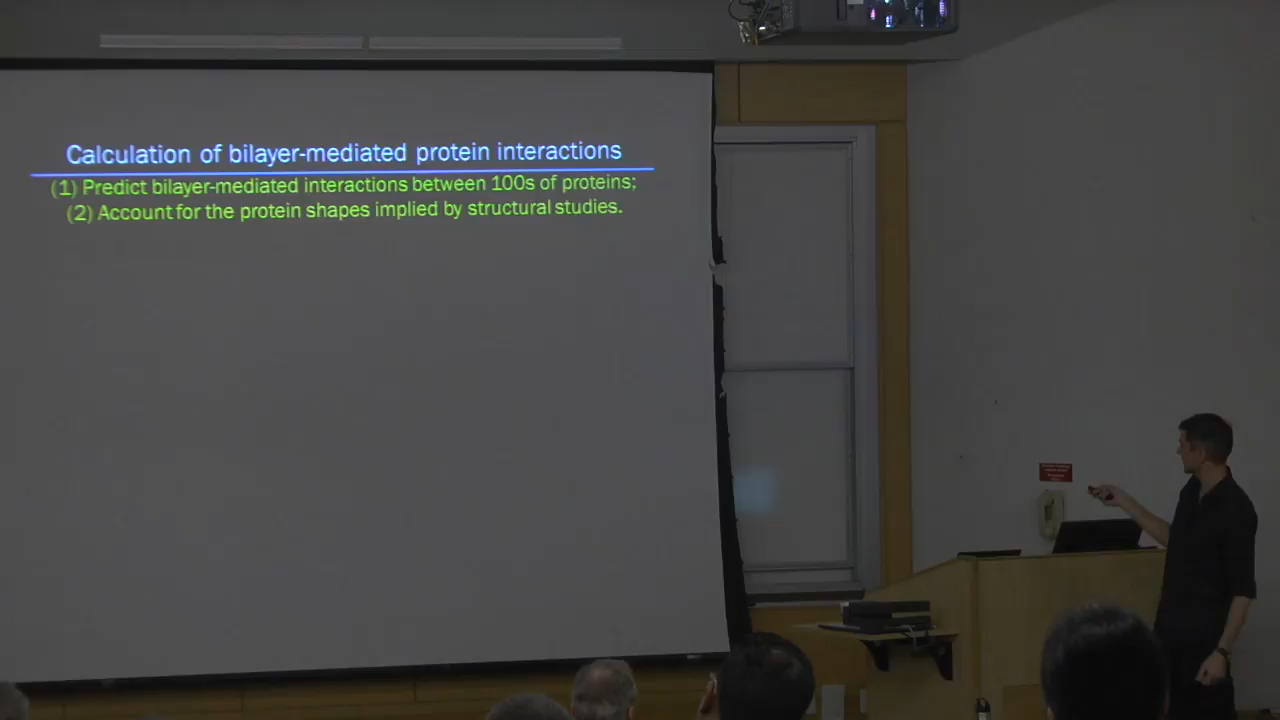 Calculation of bilayer-mediated protein interactions
(1) Predict bilayer-mediated interactions between 100s of proteins;
(2) Account for the protein shapes implied by structural studies.